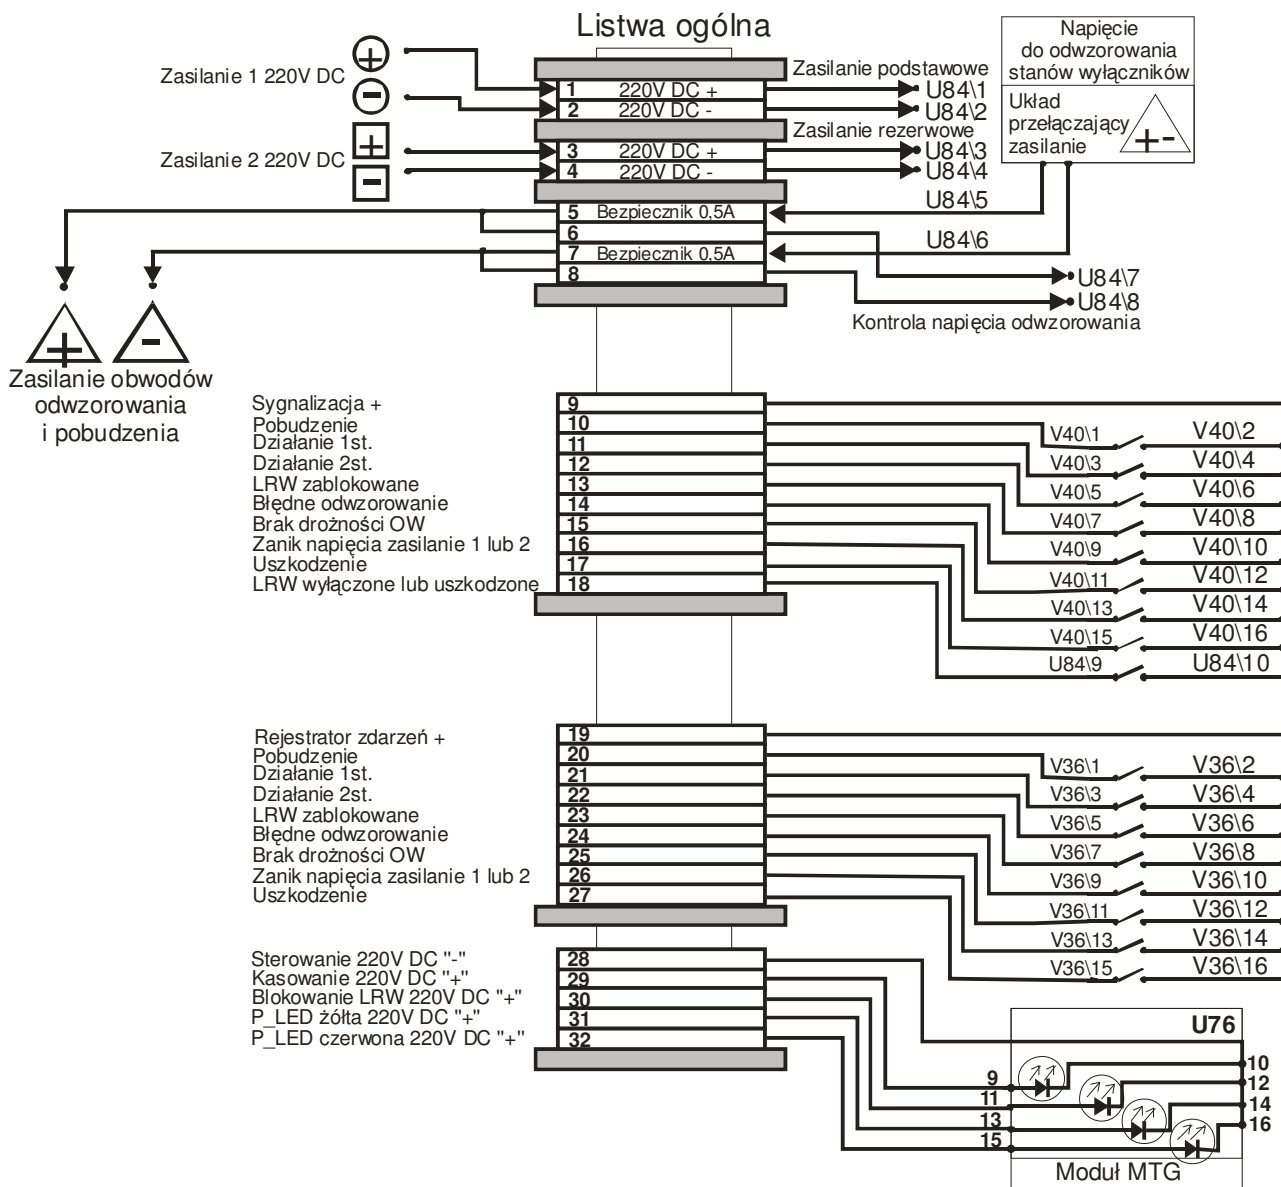 Listwa ogólna
Zasilanie 1 220V DC
Zasilanie 2 220V DC
1 220V DC +
2 220V DC -
3 220V DC +
4 220V DC -
5 Bezpiecznik 0,5A
6
7 Bezpiecznik 0,5A
8
Zasilanie podstawowe
U84\1
U84\2
Zasilanie rezerwowe
U84\3
U84\4
U84\5
U84\6
U84\7
U84\8
Kontrola napięcia odwzorowania
Napięcie
do odwzorowania
stanów wyłączników
Układ
przełączający
zasilanie
+ -
Zasilanie obwodów
odwzorowania
i pobudzenia
Sygnalizacja + 9
Pobudzenie 10 V40\1 V40\2
Działanie 1st. 11 V40\3 V40\4
Działanie 2st. 12 V40\5 V40\6
LRW zablokowane 13 V40\7 V40\8
Błędne odwzorowanie 14 V40\9 V40\10
Brak drożności OW 15 V40\11 V40\12
Zanik napięcia zasilanie 1 lub 2 16 V40\13 V40\14
Uszkodzenie 17 V40\15 V40\16
LRW wyłączone lub uszkodzone 18 U84\9 U84\10
Rejestrator zdarzeń + 19
Pobudzenie 20 V36\1 V36\2
Działanie 1st. 21 V36\3 V36\4
Działanie 2st. 22 V36\5 V36\6
LRW zablokowane 23 V36\7 V36\8
Błędne odwzorowanie 24 V36\9 V36\10
Brak drożności OW 25 V36\11 V36\12
Zanik napięcia zasilanie 1 lub 2 26 V36\13 V36\14
Uszkodzenie 27 V36\15 V36\16
Sterowanie 220V DC "-" 28
Kasowanie 220V DC "+" 29
Blokowanie LRW 220V DC "+" 30
P_LED żółta 220V DC "+" 31
P_LED czerwona 220V DC "+" 32
U76
9 10
11 12
13 14
15 16
Moduł MTG